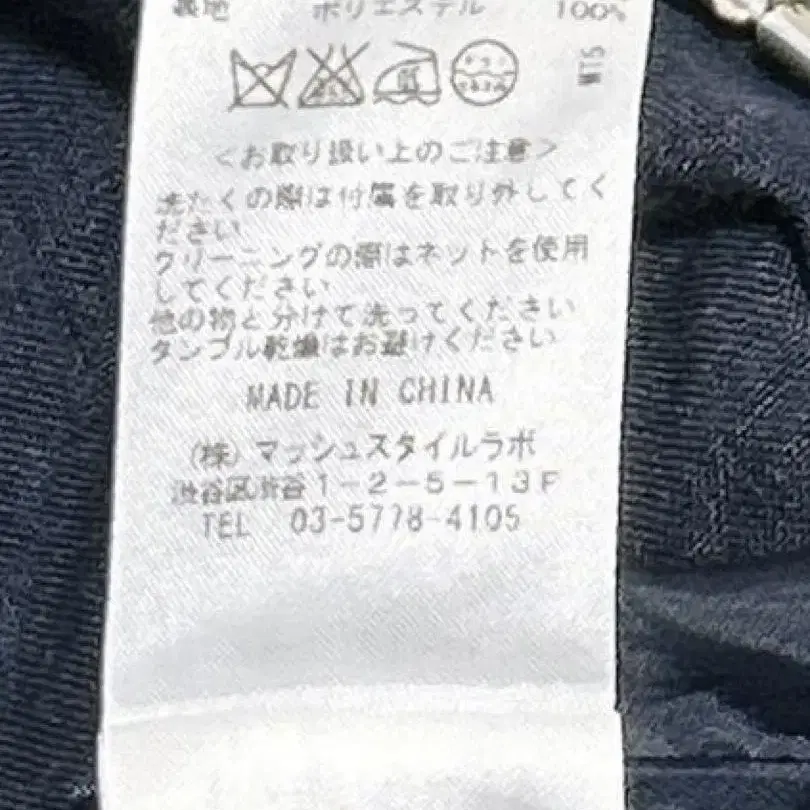 裏地 ポリエステル 100%
MTS
＜お取り扱い上のご注意＞
洗たくの際は付属を取り外してく
ださい
クリーニングの際はネットを使用
してください
他の物と分けて洗ってください
タンブル乾燥はお避けください
MADE IN CHINA
(株)マッシュスタイルラボ
渋谷区渋谷1-2-5-13F
TEL 03-5778-4105